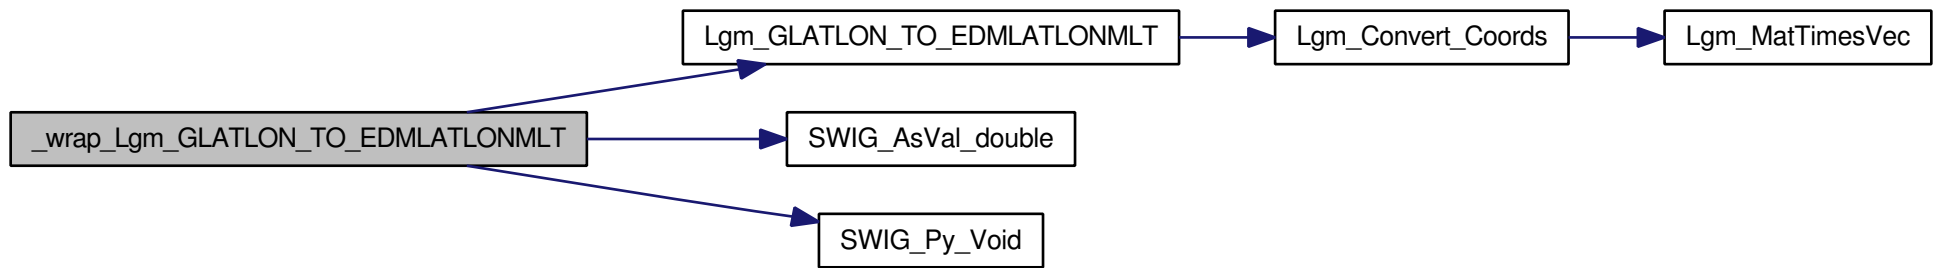 Lgm_GLATLON_TO_EDMLATLONMLT
Lgm_Convert_Coords
Lgm_MatTimesVec
_wrap_Lgm_GLATLON_TO_EDMLATLONMLT
SWIG_AsVal_double
SWIG_Py_Void